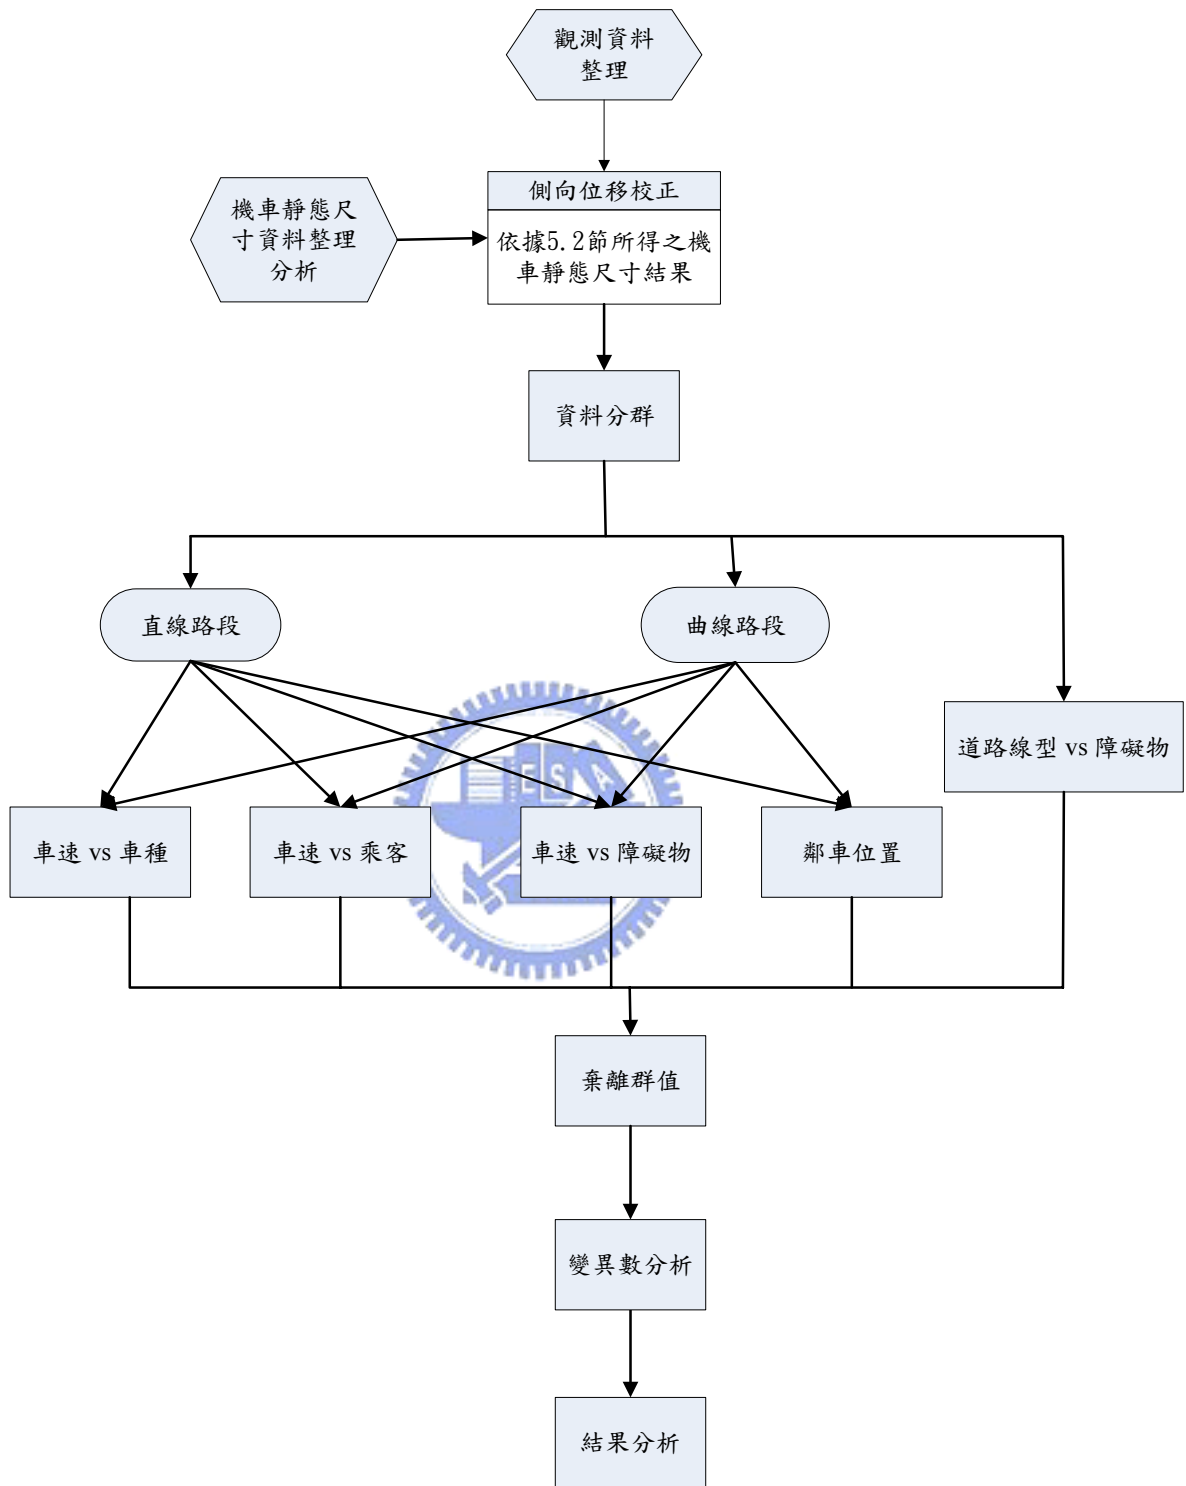 觀測資料
整理
側向位移校正
機車靜態尺
寸資料整理
分析
依據5.2節所得之機
車靜態尺寸結果
資料分群
直線路段
曲線路段
道路線型 vs 障礙物
車速 vs 車種
車速 vs 乘客
車速 vs 障礙物
鄰車位置
棄離群值
變異數分析
結果分析